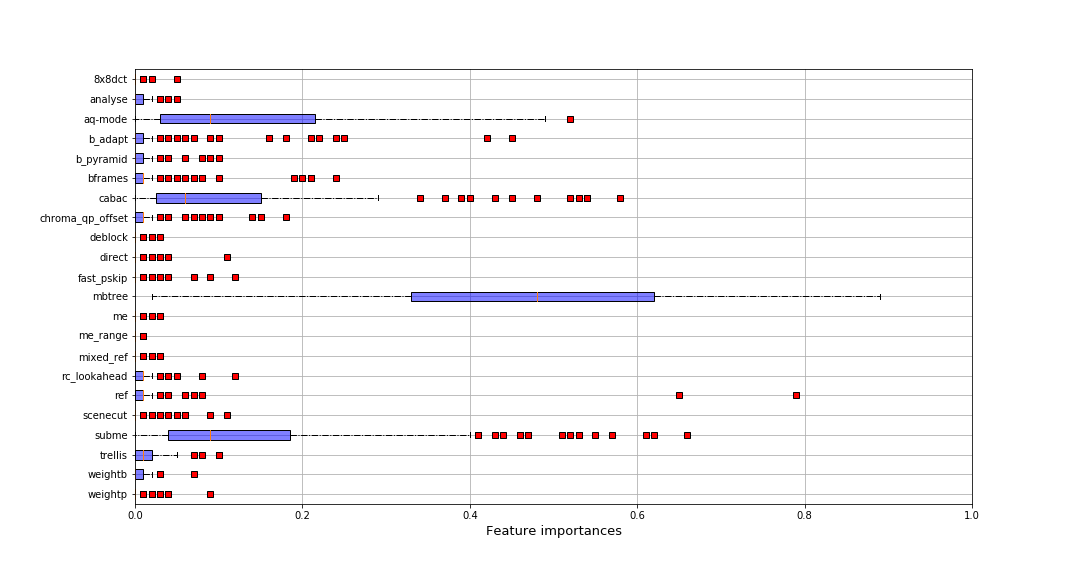 8x8dct
analyse
aq-mode
b_adapt
b_pyramid
bframes
cabac
chroma_qp_offset
deblock
direct
fast_pskip
mbtree
me
me_range
mixed_ref
rc_lookahead
ref
scenecut
subme
trellis
weightb
weightp
0.0 0.2 0.4 0.6 0.8 1.0
Feature importances